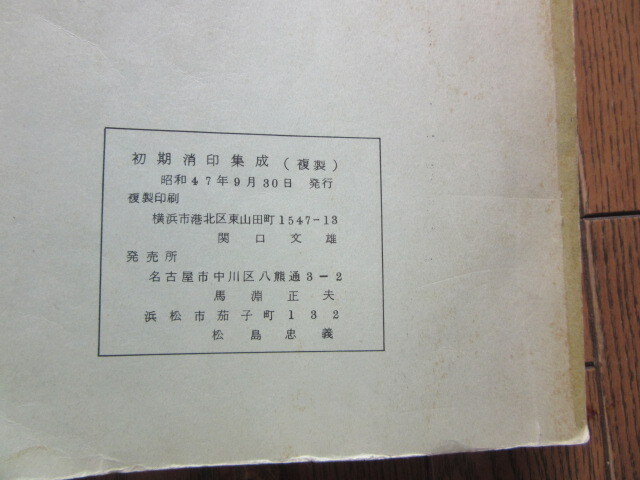 初期消印集成(複製)
昭和47年9月30日 発行
複製印刷
横浜市港北区東山田町1547-13
関口文雄
発売所
名古屋市中川区八熊通3-2
馬淵正夫
浜松市茄子町132
松島忠義